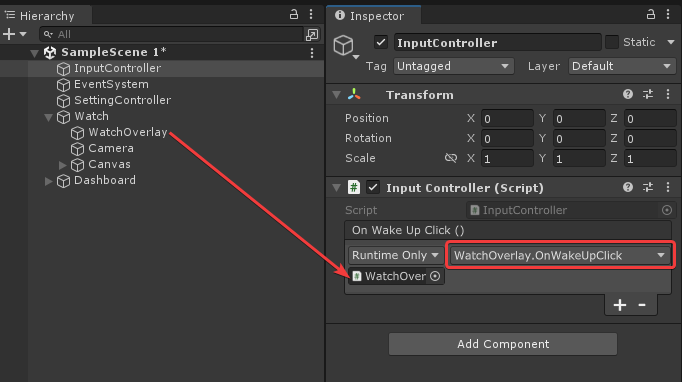 Hierarchy
All
SampleScene 1*
InputController
EventSystem
SettingController
Watch
WatchOverlay
Camera
Canvas
Dashboard
Inspector
InputController
Static
Tag Untagged Layer Default
Transform
Position X 0 Y 0 Z 0
Rotation X 0 Y 0 Z 0
Scale X 1 Y 1 Z 1
# Input Controller (Script)
Script # InputController
On Wake Up Click ()
Runtime Only WatchOverlay.OnWakeUpClick
# WatchOver
+ -
Add Component